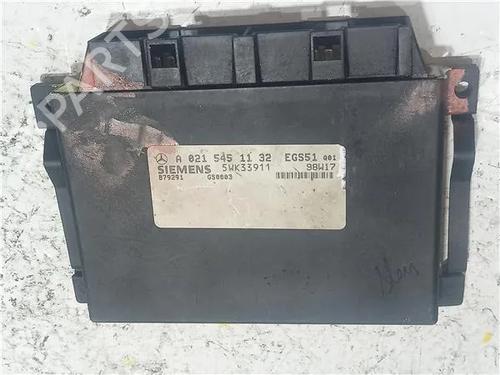 A 021 545 11 32 EGS51 001
SIEMENS 5WK33911 98W17
B79291 GS0603
B-PARTS